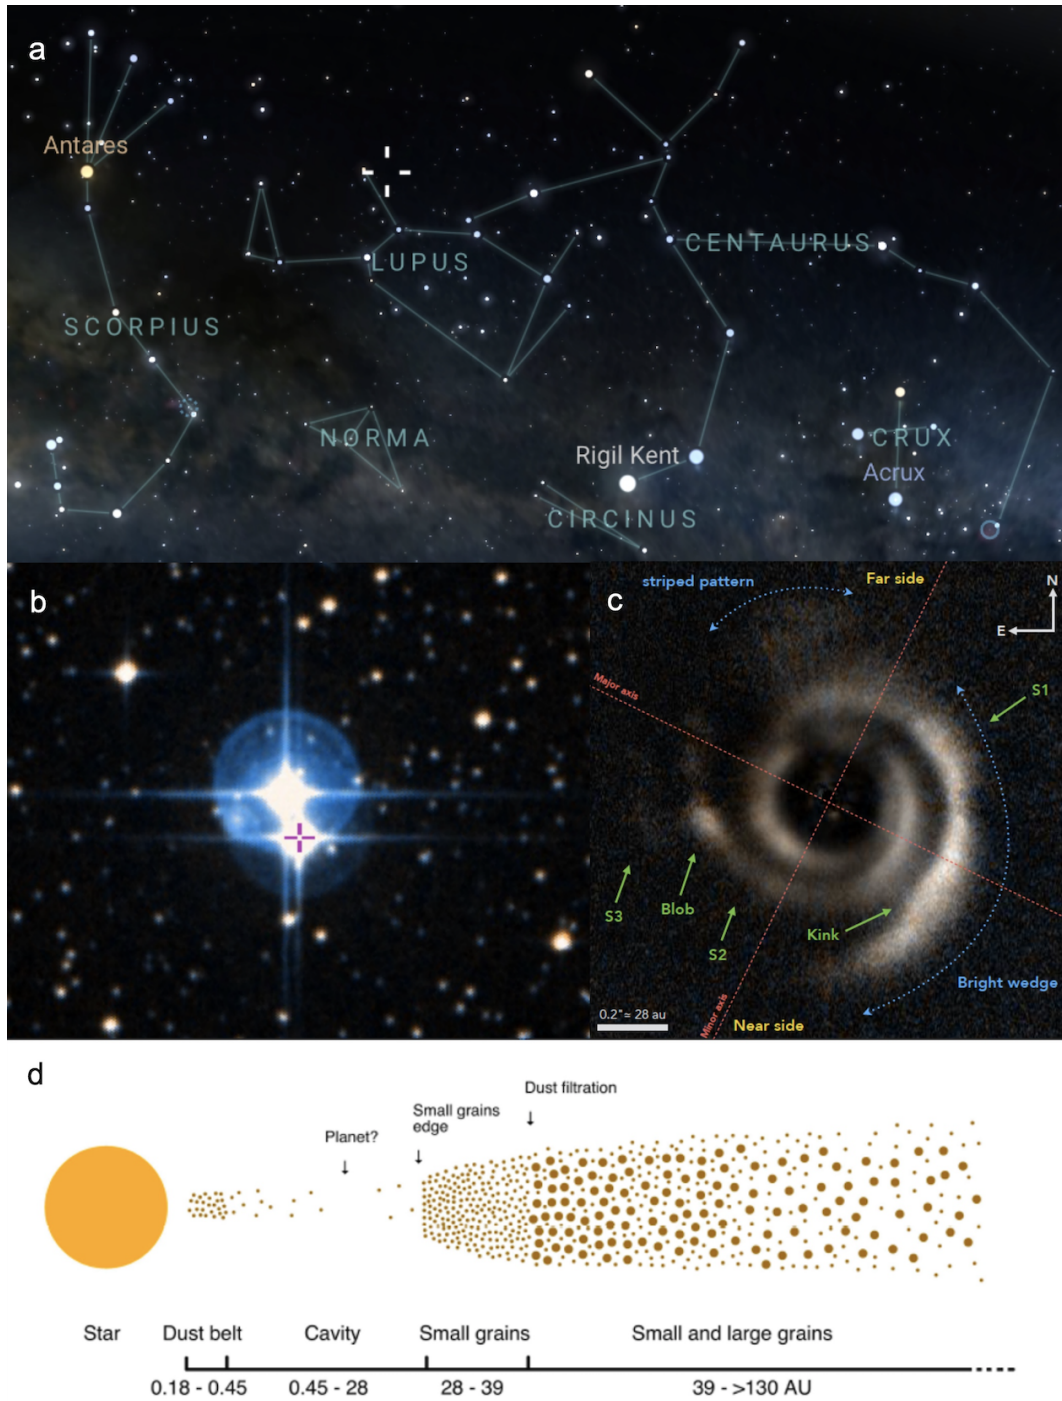 a
Antares
LUPUS
CENTAURUS
SCORPIUS
NORMA
Rigil Kent
CRUX
Acrux
CIRCINUS
b
c
striped pattern
Far side
N
E
Major axis
S1
S3
Blob
S2
Kink
Bright wedge
0.2"≃ 28 au
Minor axis
Near side
d
Dust filtration
Small grains
edge
Planet?
Star
Dust belt
Cavity
Small grains
Small and large grains
0.18 - 0.45
0.45 - 28
28 - 39
39 - >130 AU